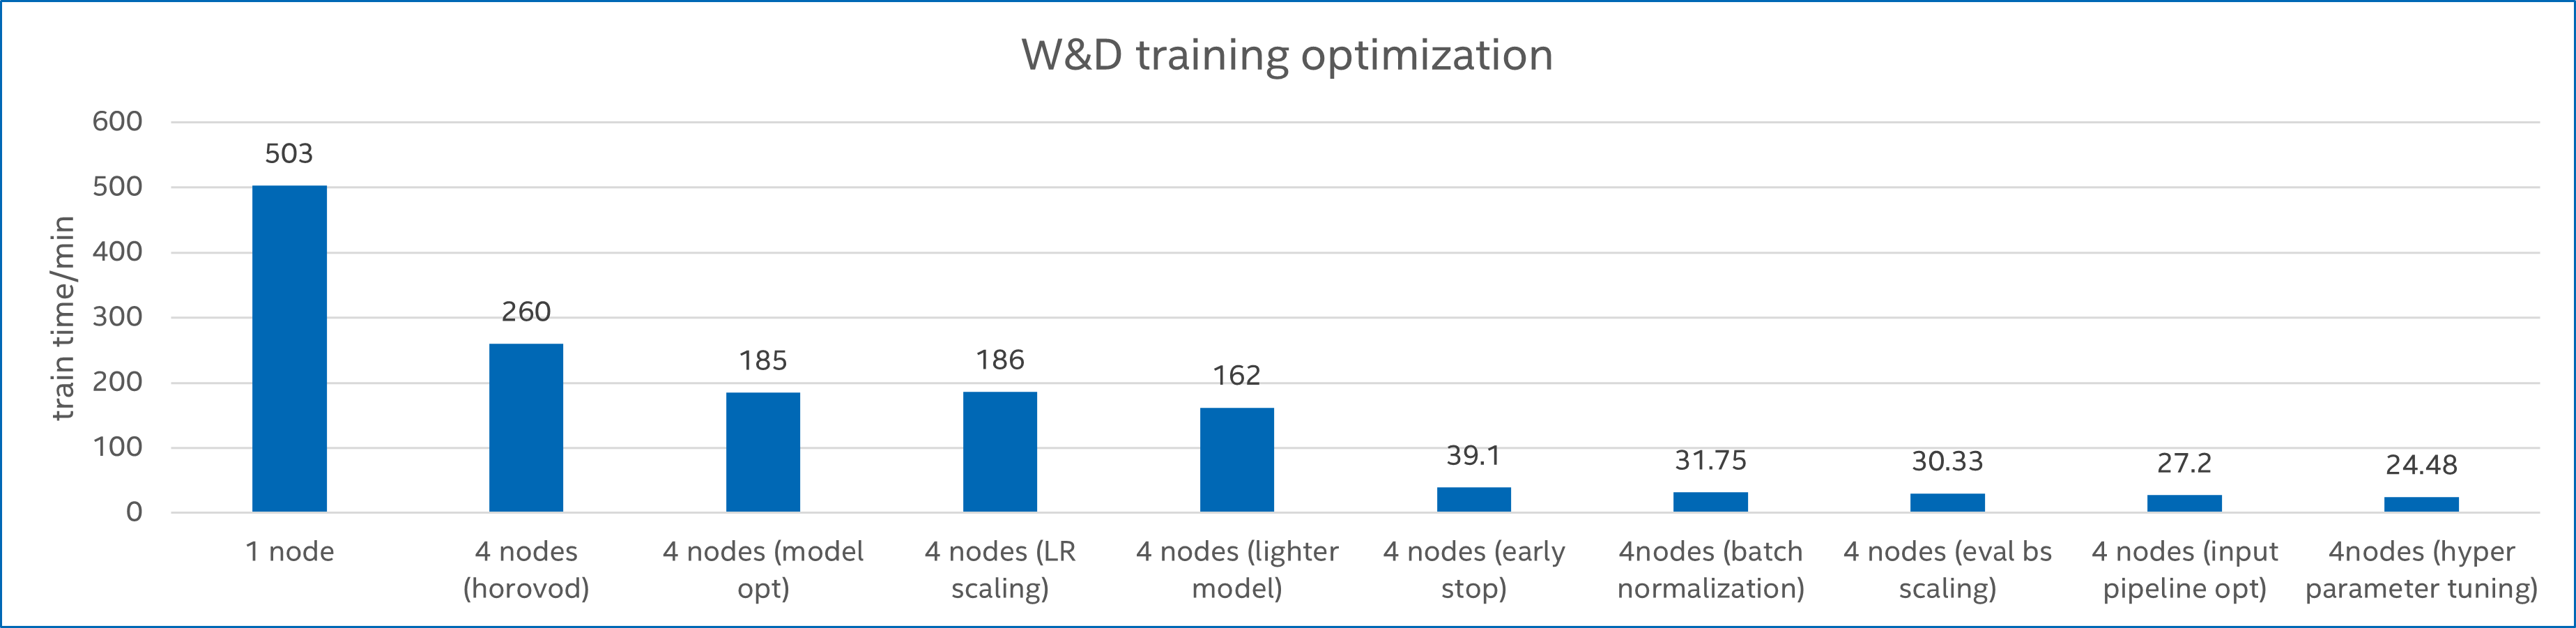 W&D training optimization
train time/min
600
500
400
300
200
100
0
503
260
185
186
162
39.1
31.75
30.33
27.2
24.48
1 node
4 nodes
(horovod)
4 nodes (model
opt)
4 nodes (LR
scaling)
4 nodes (lighter
model)
4 nodes (early
stop)
4nodes (batch
normalization)
4 nodes (eval bs
scaling)
4 nodes (input
pipeline opt)
4nodes (hyper
parameter tuning)